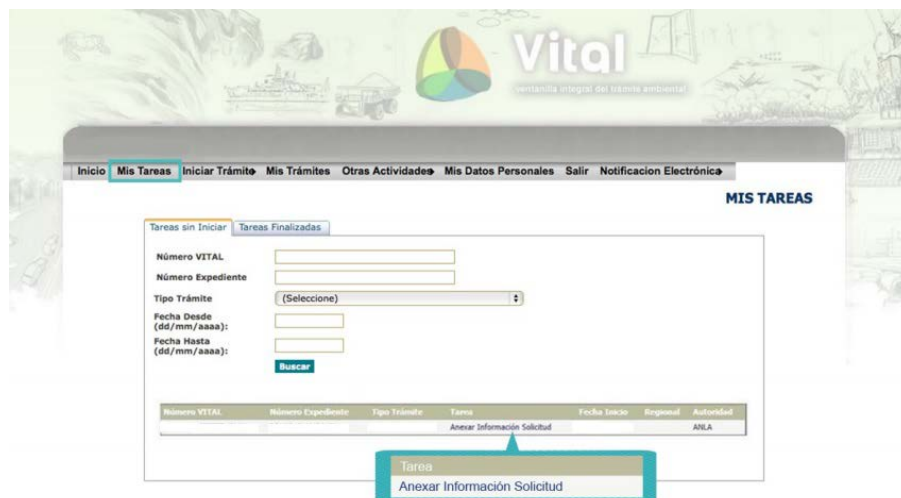 Vital
ventanilla integral del trámite ambiental
Inicio Mis Tareas Iniciar Trámite Mis Trámites Otras Actividades Mis Datos Personales Salir Notificacion Electrónica
MIS TAREAS
Tareas sin Iniciar Tareas Finalizadas
Número VITAL
Número Expediente
Tipo Trámite (Seleccione)
Fecha Desde
(dd/mm/aaaa):
Fecha Hasta
(dd/mm/aaaa):
Buscar
Número VITAL Número Expediente Tipo Trámite Tarea Fecha Inicio Regional Autoridad
Anexar Información Solicitud ANLA
Tarea
Anexar Información Solicitud